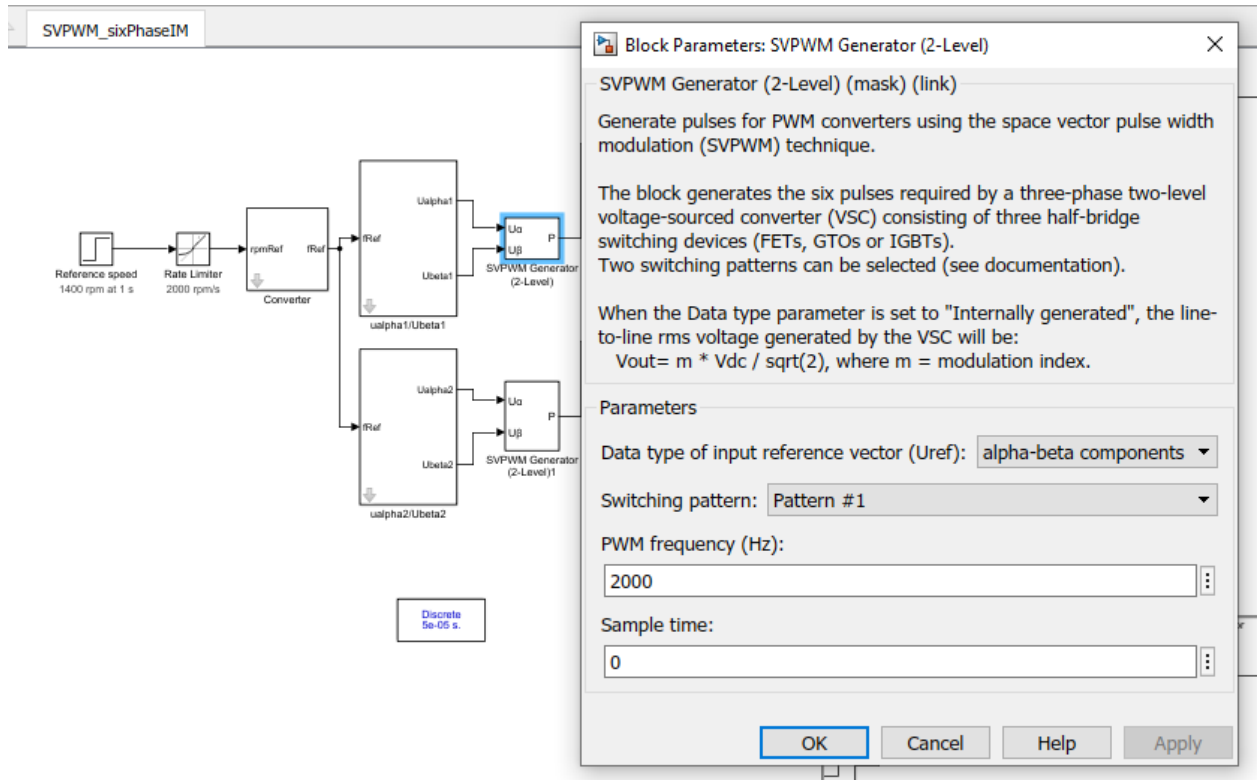 SVPWM_sixPhaseIM
Reference speed
1400 rpm at 1 s
Rate Limiter
2000 rpm/s
rpmRef
fRef
Converter
fRef
Ualpha1
Ubeta1
ualpha1/Ubeta1
Uα
Uβ
P
SVPWM Generator
(2-Level)
fRef
Ualpha2
Ubeta2
ualpha2/Ubeta2
Uα
Uβ
P
SVPWM Generator
(2-Level)1
Discrete
5e-05 s.
Block Parameters: SVPWM Generator (2-Level)
SVPWM Generator (2-Level) (mask) (link)
Generate pulses for PWM converters using the space vector pulse width
modulation (SVPWM) technique.
The block generates the six pulses required by a three-phase two-level
voltage-sourced converter (VSC) consisting of three half-bridge
switching devices (FETs, GTOs or IGBTs).
Two switching patterns can be selected (see documentation).
When the Data type parameter is set to "Internally generated", the line-
to-line rms voltage generated by the VSC will be:
Vout= m * Vdc / sqrt(2), where m = modulation index.
Parameters
Data type of input reference vector (Uref): alpha-beta components
Switching pattern: Pattern #1
PWM frequency (Hz):
2000
Sample time:
0
OK Cancel Help Apply